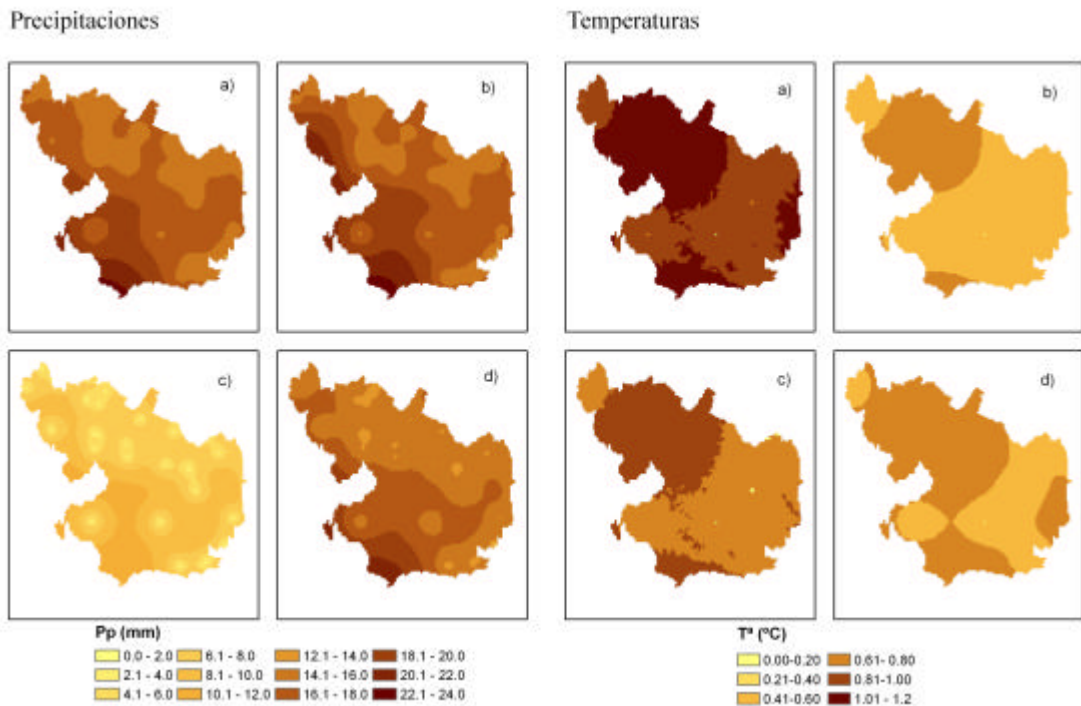 Precipitaciones
Temperaturas
a)
b)
a)
b)
c)
d)
c)
d)
Pp (mm)
0.0 - 2.0
2.1 - 4.0
4.1 - 6.0
6.1 - 8.0
8.1 - 10.0
10.1 - 12.0
12.1 - 14.0
14.1 - 16.0
16.1 - 18.0
18.1 - 20.0
20.1 - 22.0
22.1 - 24.0
Tª (ºC)
0.00-0.20
0.21-0.40
0.41-0.60
0.61- 0.80
0.81-1.00
1.01 - 1.2